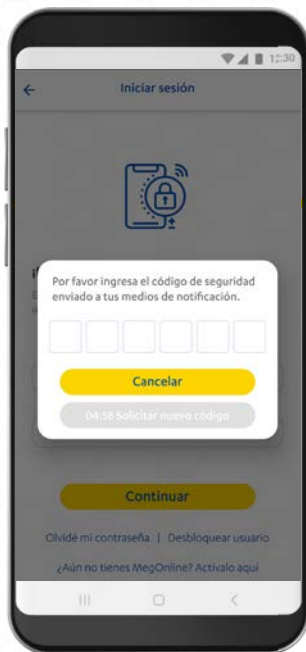 12:30
Iniciar sesión
Por favor ingresa el código de seguridad
enviado a tus medios de notificación.
Cancelar
04:58 Solicitar nuevo código
Continuar
Olvidé mi contraseña | Desbloquear usuario
¿Aún no tienes MegOnline? Actívalo aquí